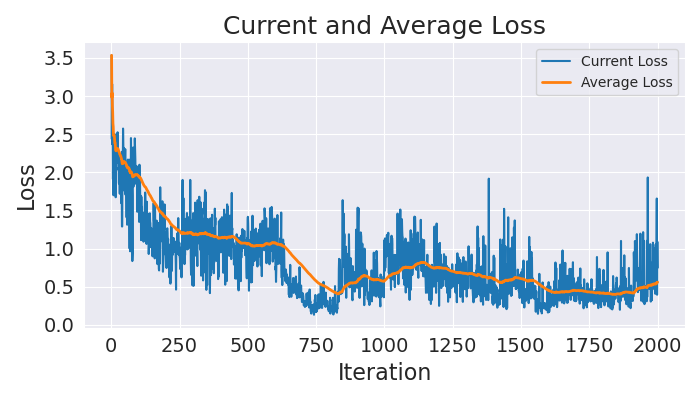 Current and Average Loss
3.5
3.0
2.5
2.0
1.5
1.0
0.5
0.0
Loss
Current Loss
Average Loss
0 250 500 750 1000 1250 1500 1750 2000
Iteration